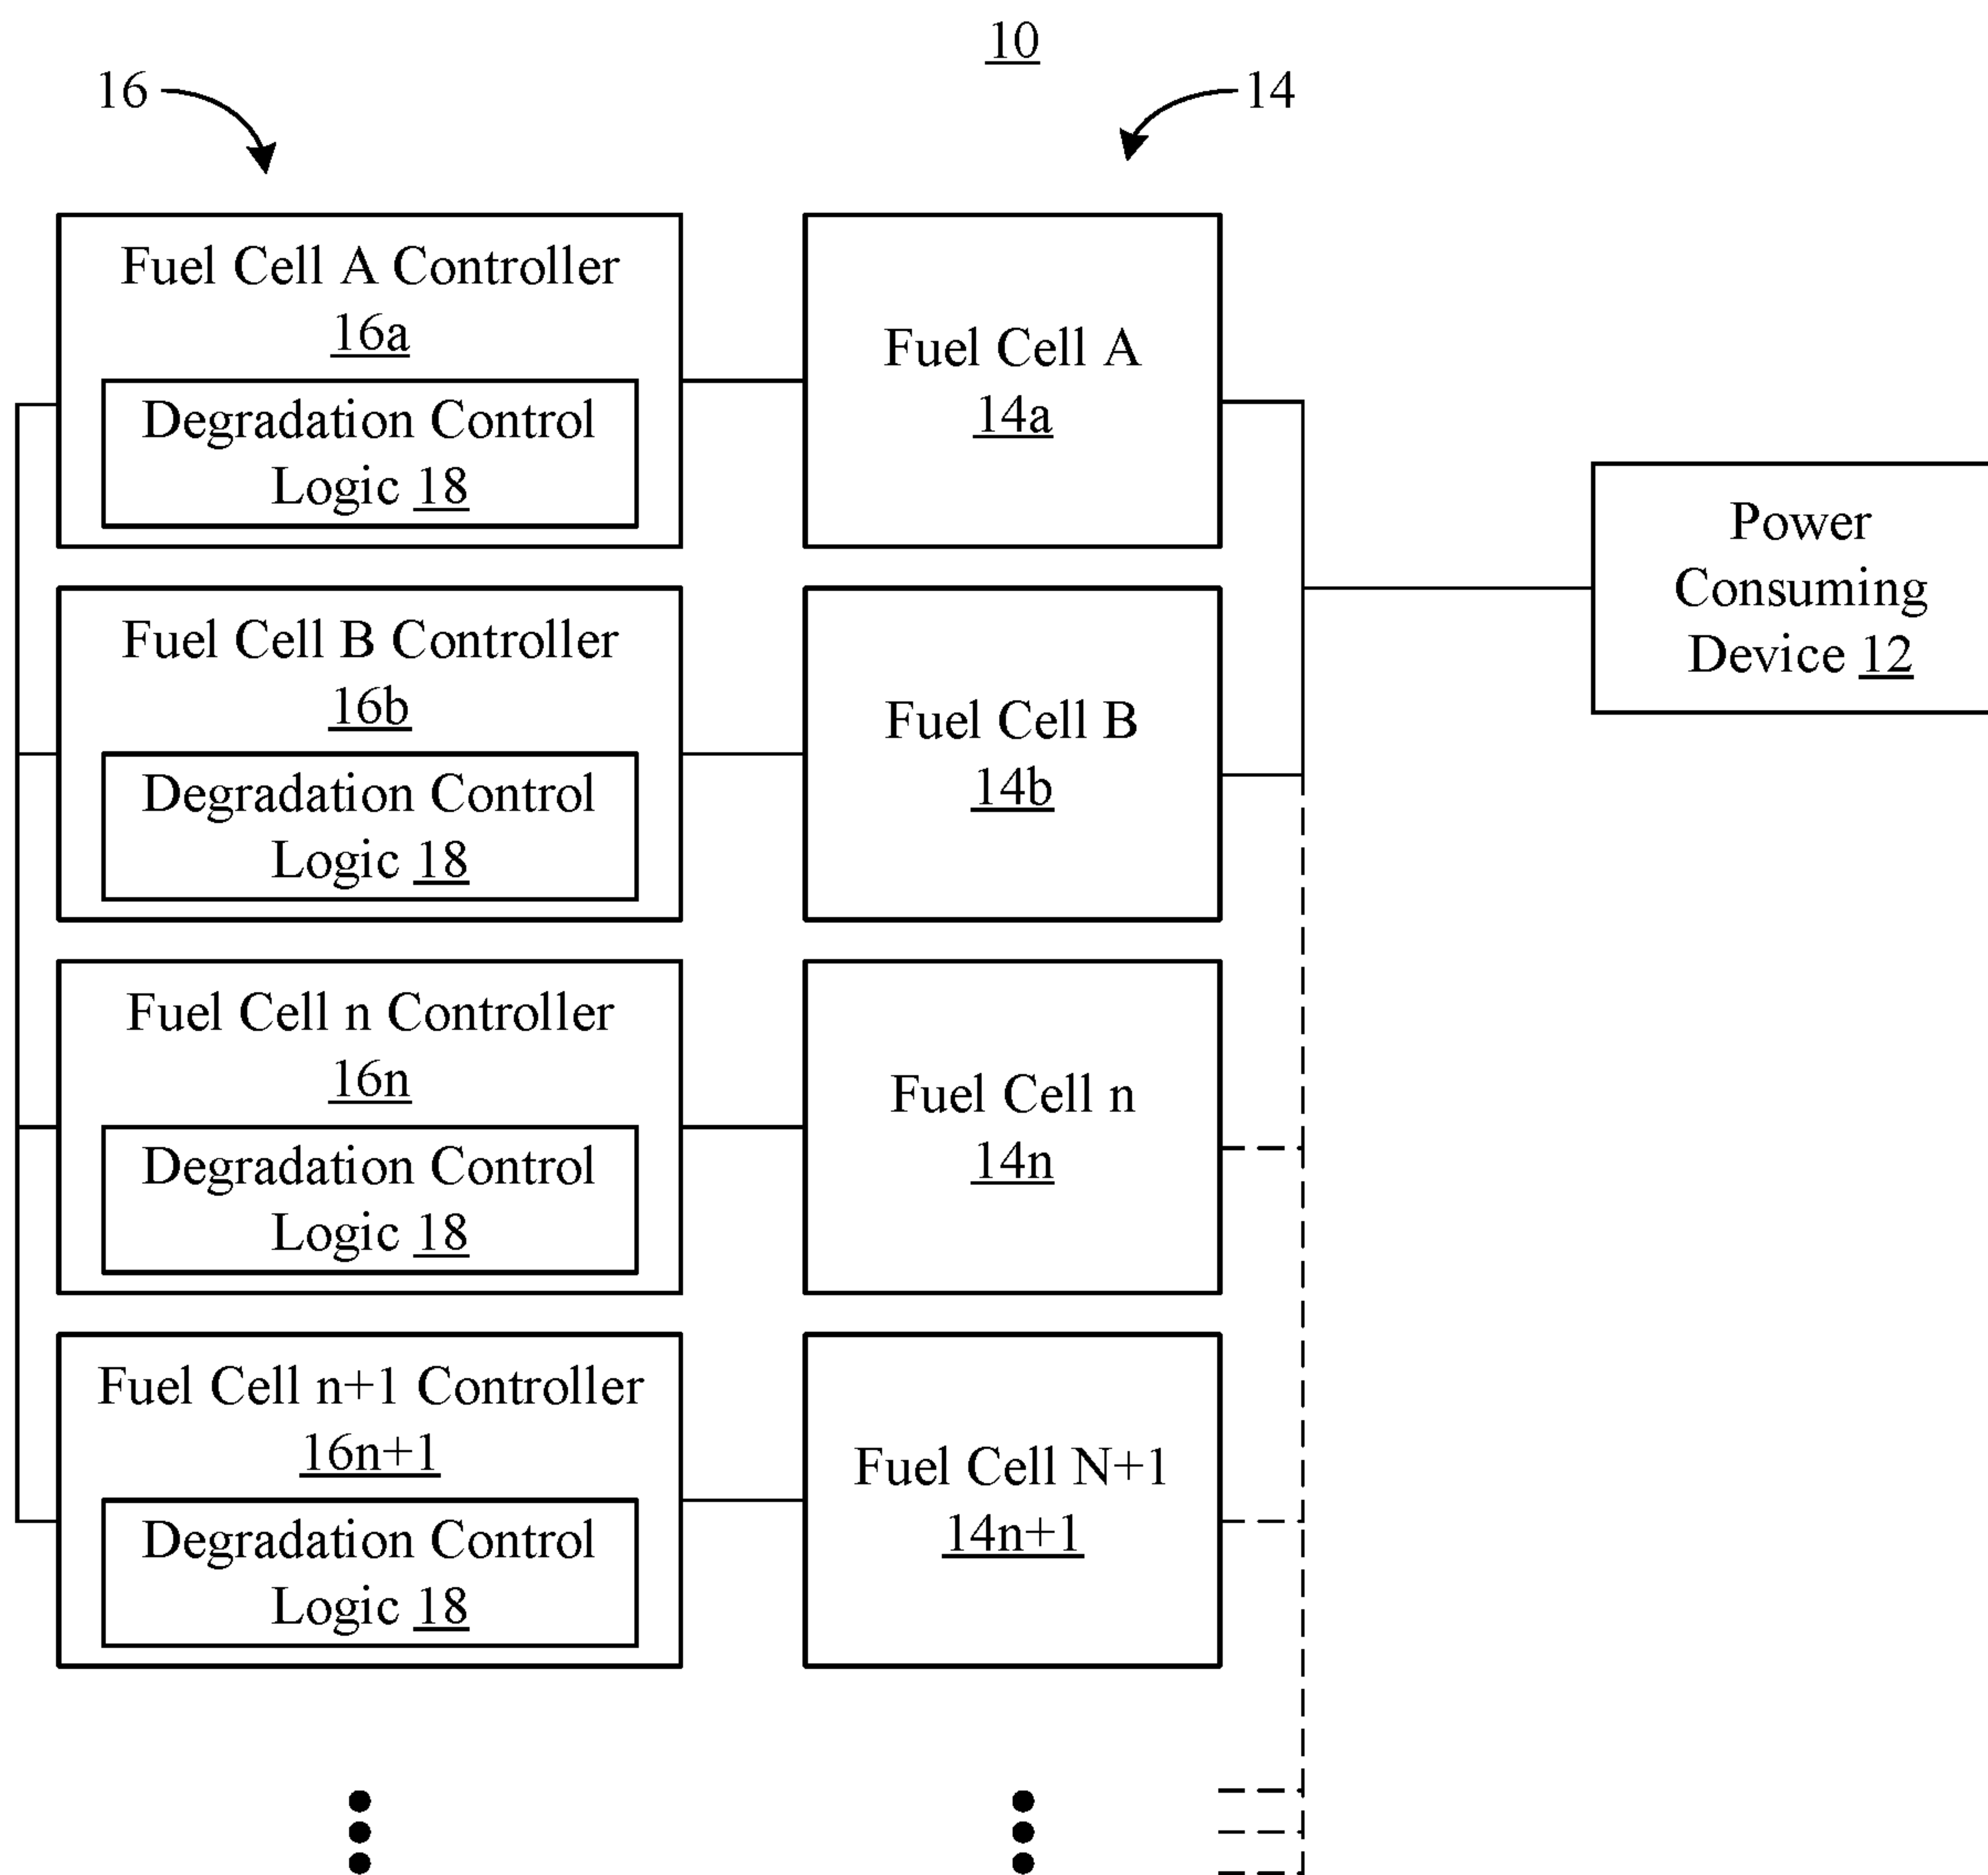 10
16
14
Fuel Cell A Controller
16a
Degradation Control
Logic 18
Fuel Cell A
14a
Power
Consuming
Device 12
Fuel Cell B Controller
16b
Degradation Control
Logic 18
Fuel Cell B
14b
Fuel Cell n Controller
16n
Degradation Control
Logic 18
Fuel Cell n
14n
Fuel Cell n+1 Controller
16n+1
Degradation Control
Logic 18
Fuel Cell N+1
14n+1